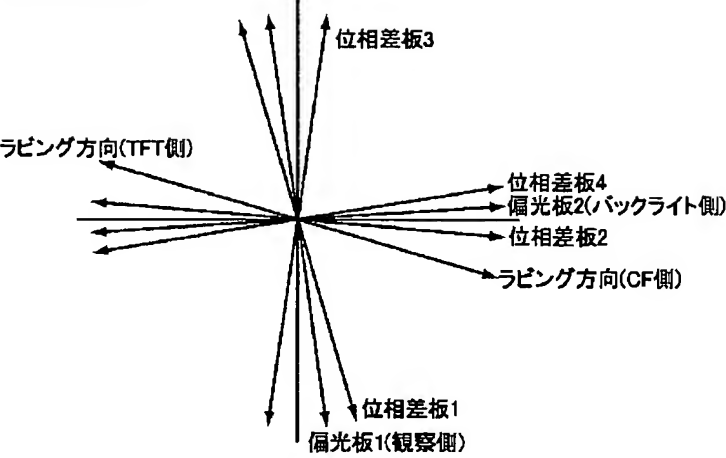 位相差板3
ラビング方向(TFT側)
位相差板4
偏光板2(バックライト側)
位相差板2
ラビング方向(CF側)
位相差板1
偏光板1(観察側)